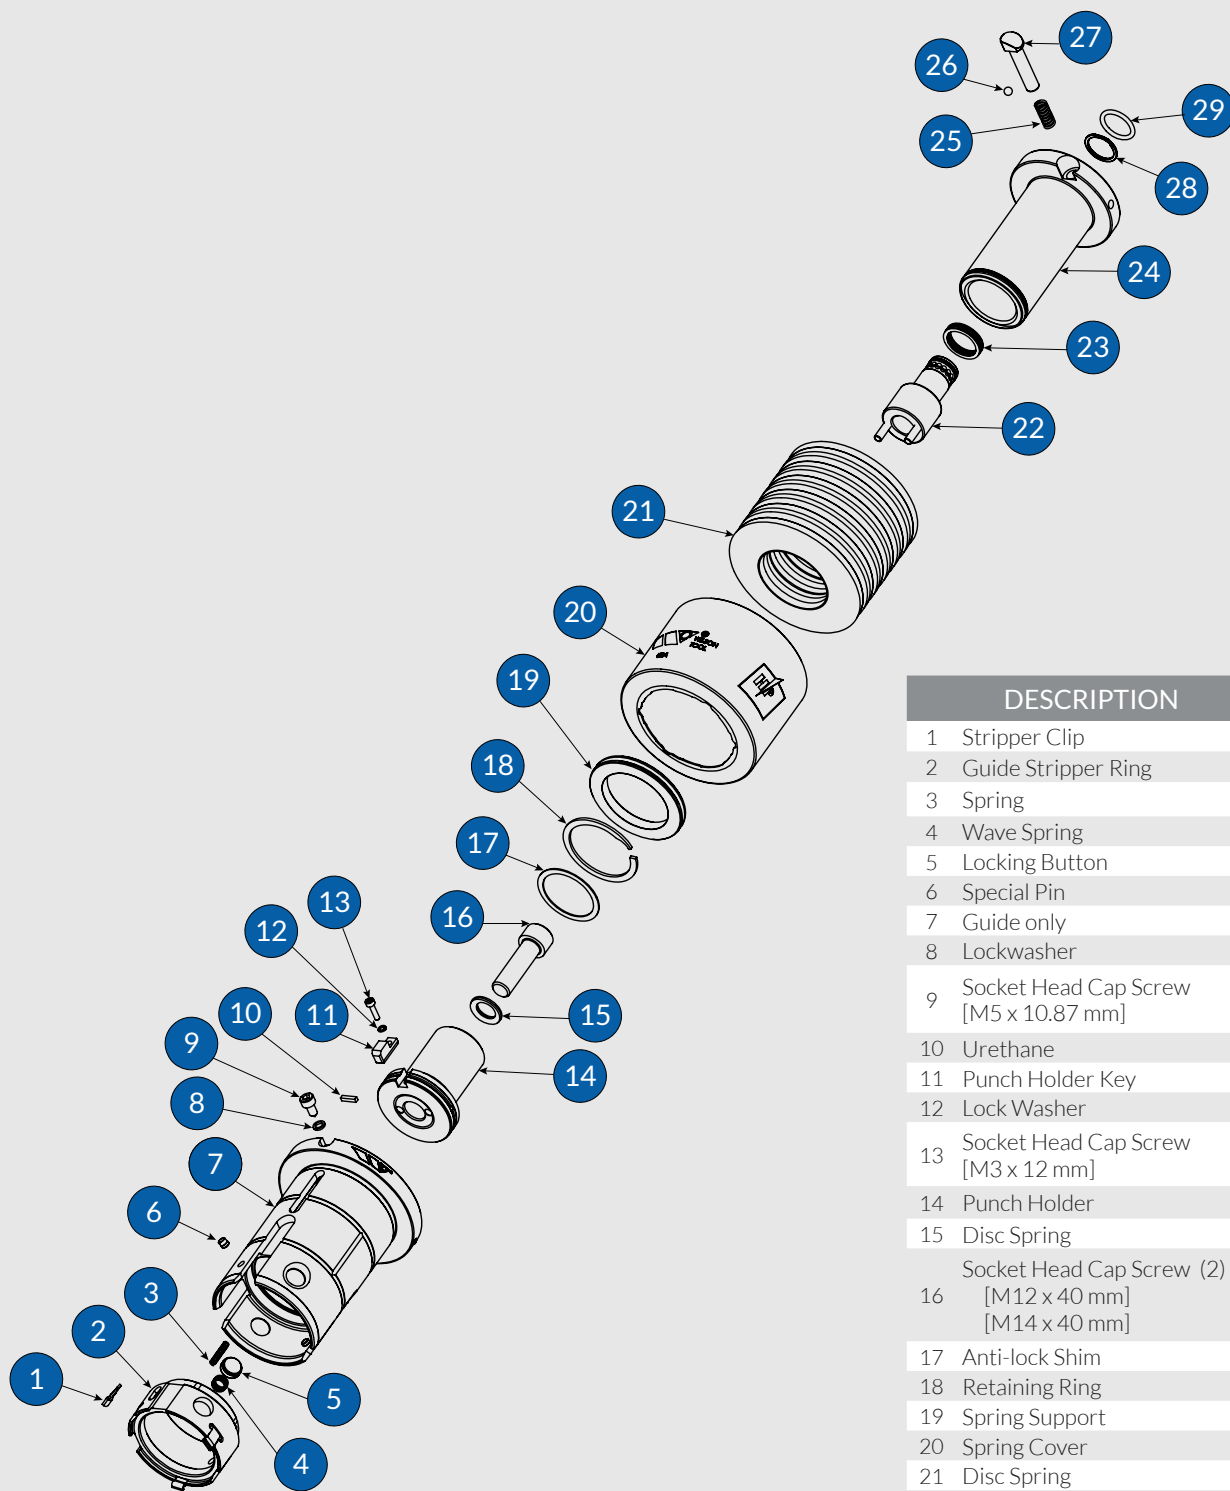 27
26
29
25
28
24
23
22
21
20
WILSON
TOOL
19
18
17
13
16
12
10
11
15
9
14
8
7
6
3
2
1
5
4
DESCRIPTION
1 Stripper Clip
2 Guide Stripper Ring
3 Spring
4 Wave Spring
5 Locking Button
6 Special Pin
7 Guide only
8 Lockwasher
9 Socket Head Cap Screw
[M5 x 10.87 mm]
10 Urethane
11 Punch Holder Key
12 Lock Washer
13 Socket Head Cap Screw
[M3 x 12 mm]
14 Punch Holder
15 Disc Spring
16 Socket Head Cap Screw (2)
[M12 x 40 mm]
[M14 x 40 mm]
17 Anti-lock Shim
18 Retaining Ring
19 Spring Support
20 Spring Cover
21 Disc Spring